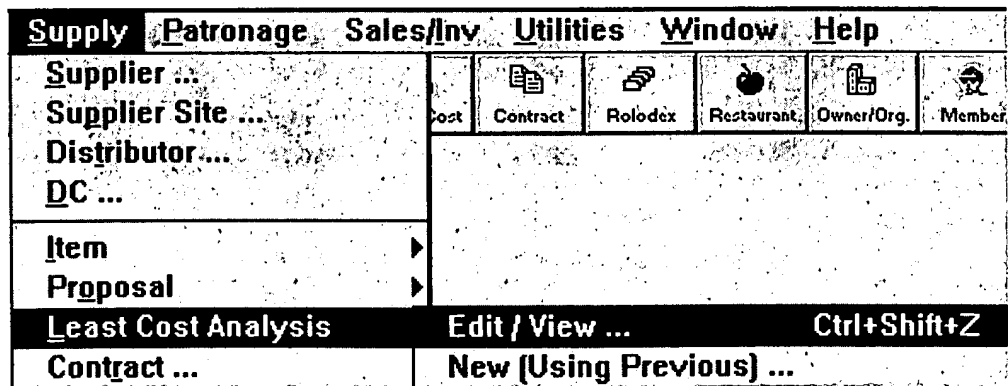 Supply Patronage Sales/Inv Utilities Window Help
Supplier ...
Supplier Site ...
Distributor ...
DC ...
Cost Contract Rolodex Restaurant Owner/Org. Member
Item
Proposal
Least Cost Analysis Edit / View ... Ctrl+Shift+Z
Contract ... New (Using Previous) ...